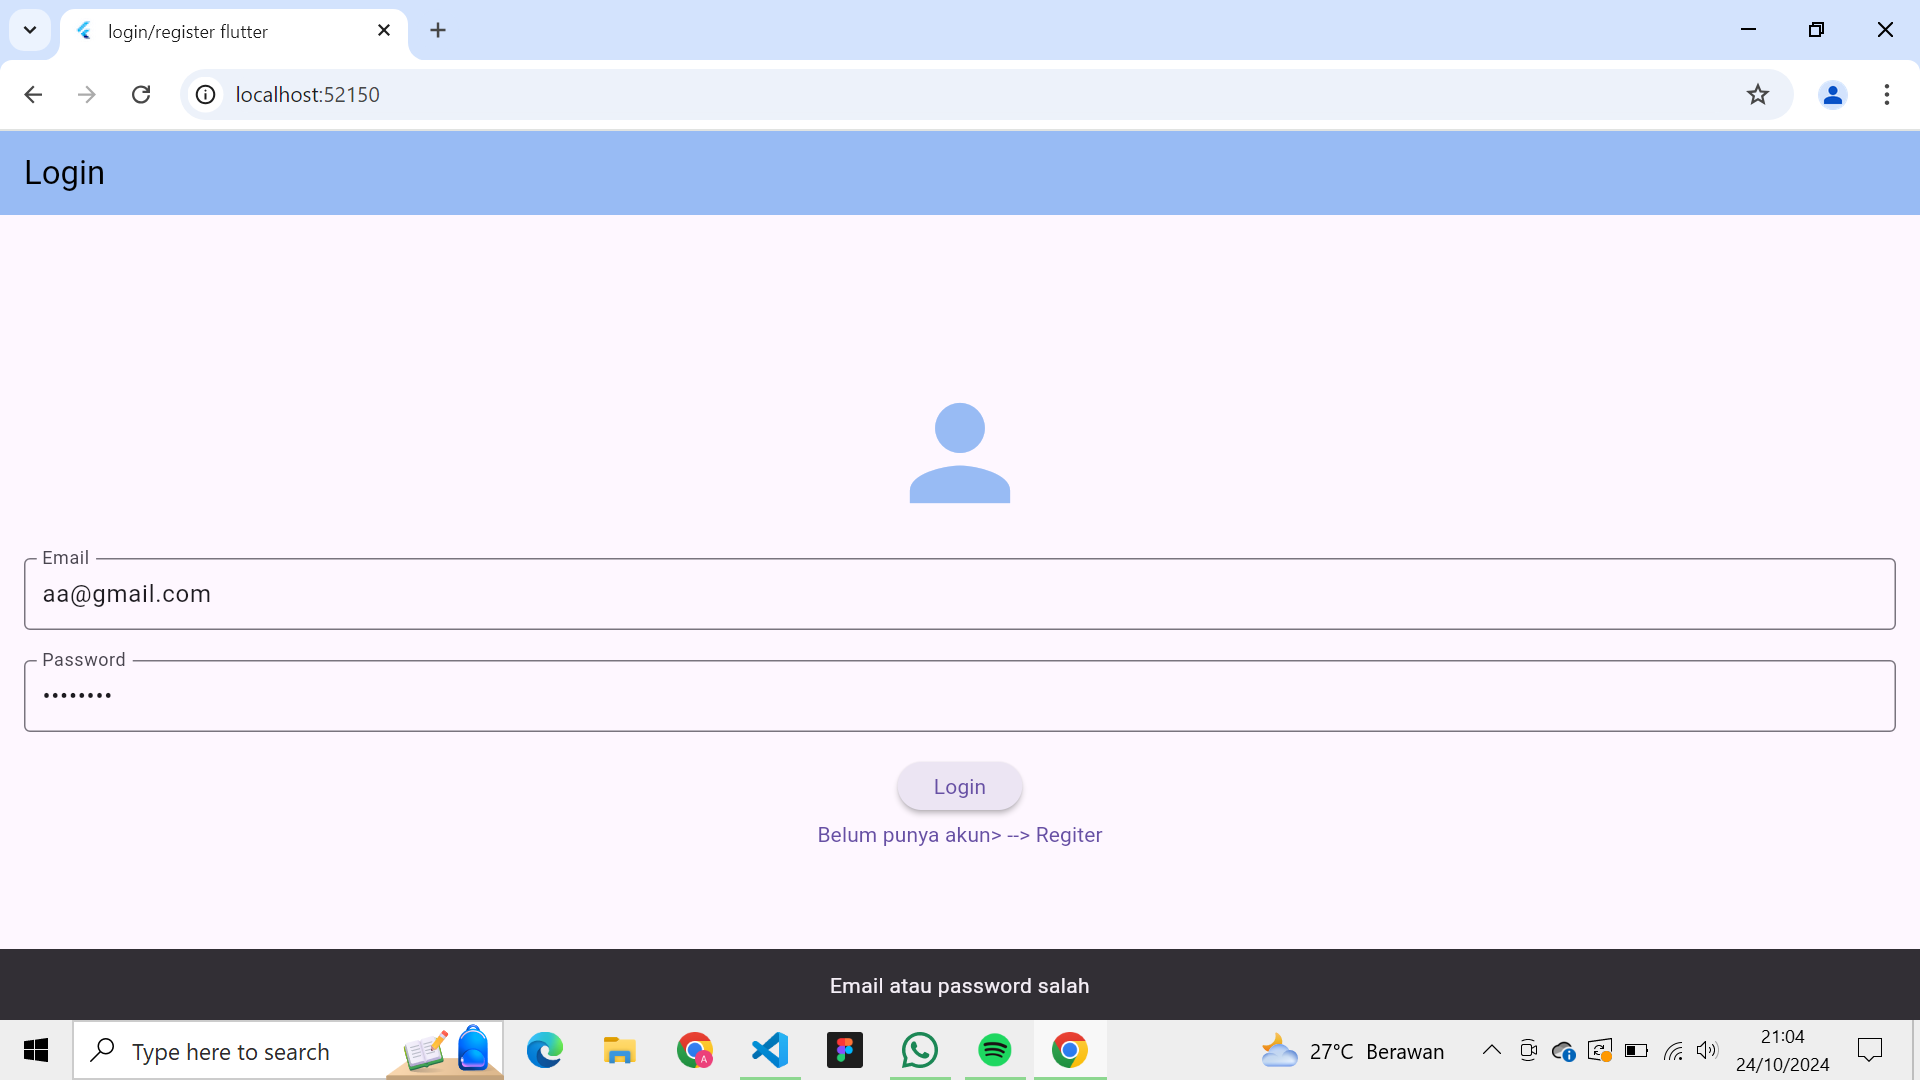 login/register flutter
localhost:52150
Login
Email
aa@gmail.com
Password
••••••••
Login
Belum punya akun> --> Regiter
Email atau password salah
Type here to search
A
27°C Berawan
21:04
24/10/2024